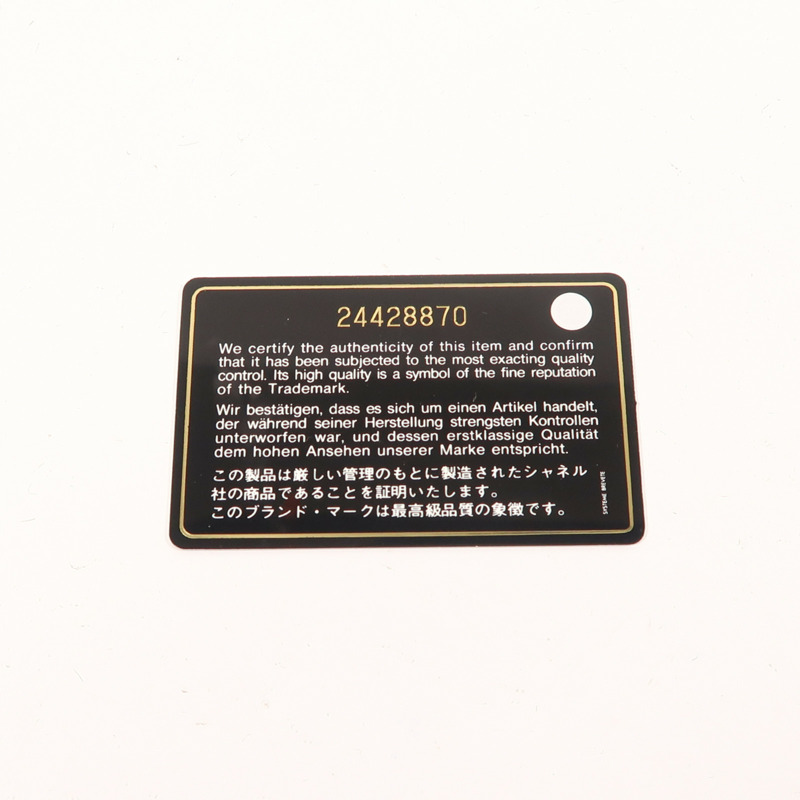 24428870
We certify the authenticity of this item and confirm
that it has been subjected to the most exacting quality
control. Its high quality is a symbol of the fine reputation
of the Trademark.
Wir bestätigen, dass es sich um einen Artikel handelt,
der während seiner Herstellung strengsten Kontrollen
unterworfen war, und dessen erstklassige Qualität
dem hohen Ansehen unserer Marke entspricht.
この製品は厳しい管理のもとに製造されたシャネル
社の商品であることを証明いたします。
このブランド・マークは最高級品質の象徴です。
SYSTEME BREVETE